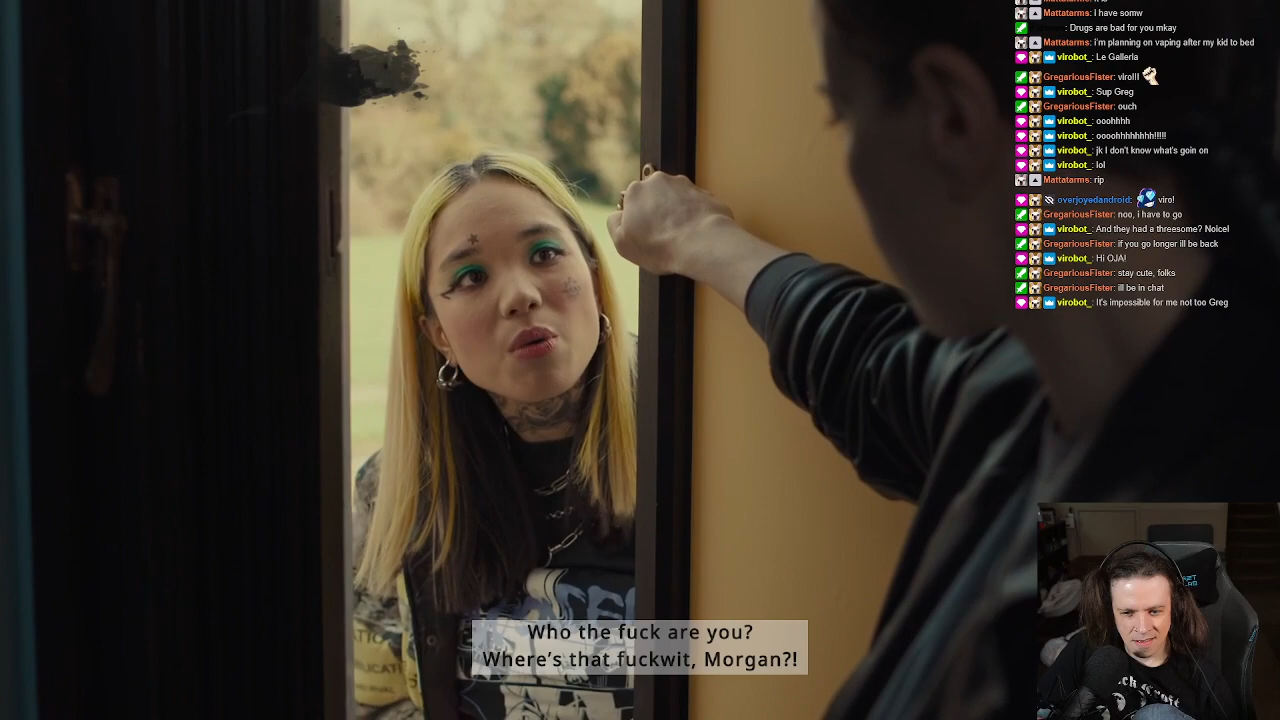 Mattarms: I have somw
: Drugs are bad for you mkay
Mattatarms: i'm planning on vaping after my kid to bed
virobot_: Le Galleria
GregariousFister: viro!!!
virobot_: Sup Greg
GregariousFister: ouch
virobot_: ooohhhh
virobot_: oooohhhhhhhh!!!!!
virobot_: jk I don't know what's goin on
virobot_: lol
Mattatarms: rip
overjoyedandroid: viro!
GregariousFister: noo, i have to go
virobot_: And they had a threesome? Noice!
GregariousFister: if you go longer ill be back
virobot_: Hi OJA!
GregariousFister: stay cute, folks
GregariousFister: ill be in chat
virobot_: It's impossible for me not too Greg
Who the fuck are you?
Where's that fuckwit, Morgan?!